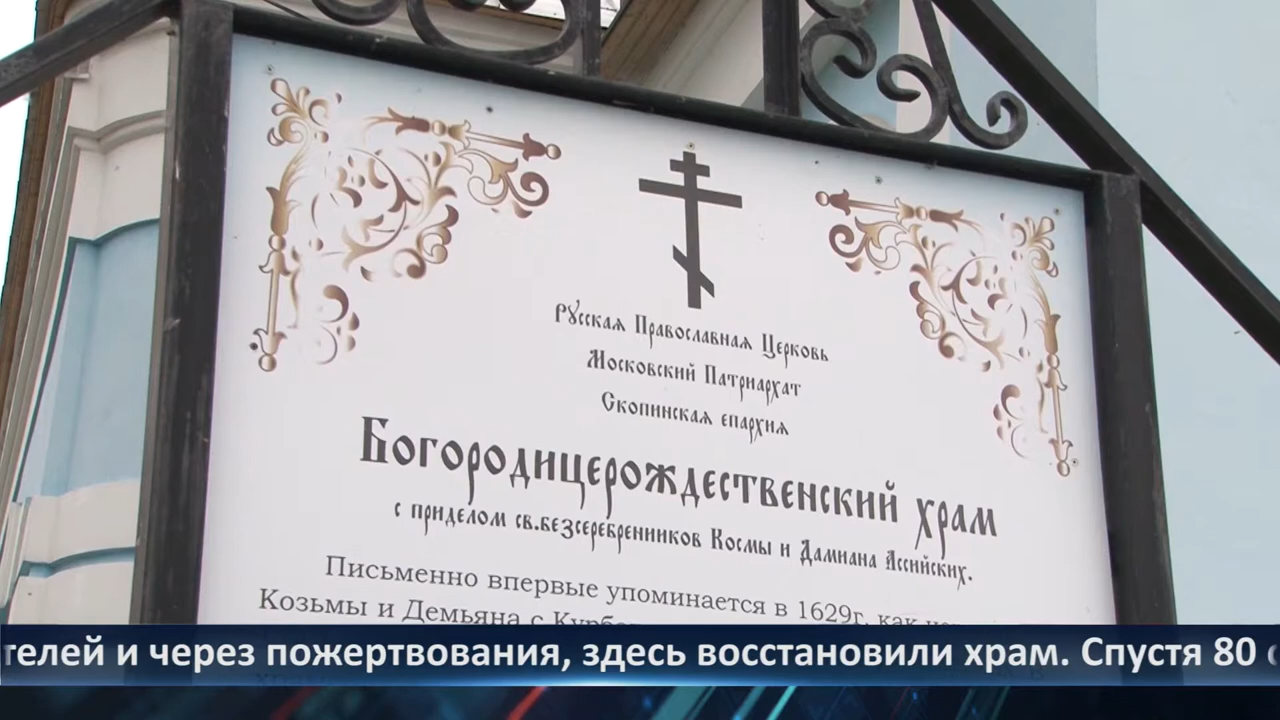 Русская Православная Церковь
Московский Патриархат
Скопинская епархия
Богородицерождественский храм
с приделом св.безсеребренников Космы и Дамиана Ассийских.
Письменно впервые упоминается в 1629г. как
Козьмы и Демьяна с
телей и через пожертвования, здесь восстановили храм. Спустя 80